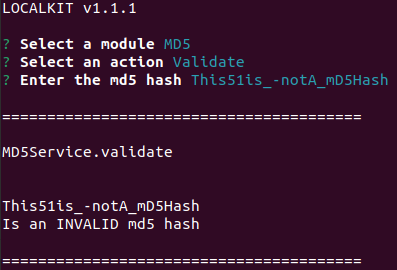 LOCALKIT v1.1.1
? Select a module MD5
? Select an action Validate
? Enter the md5 hash This51is_-notA_mD5Hash
========================================
MD5Service.validate
This51is_-notA_mD5Hash
Is an INVALID md5 hash
========================================